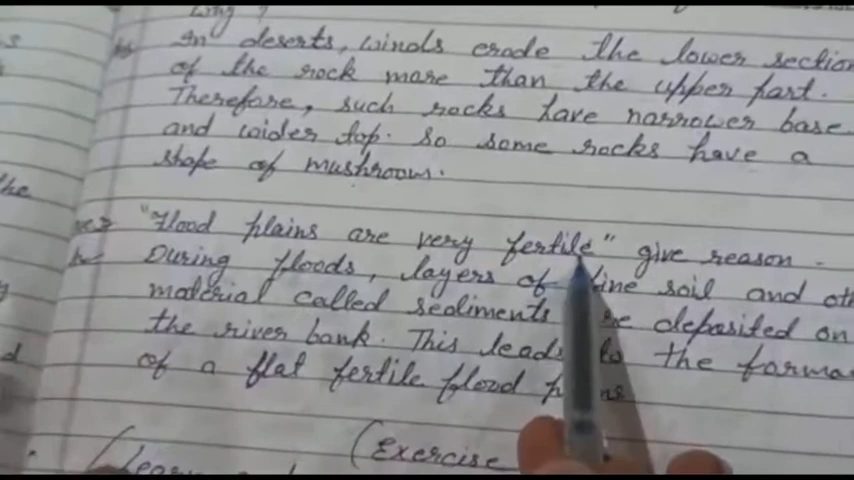 why ?
In deserts, winds erode the lower section
of the rock more than the upper part.
Therefore, such rocks have narrower base
and wider top. So some rocks have a
shape of mushroom.
the
"Flood plains are very fertile" give reason.
During floods, layers of fine soil and oth
material called sediments are deposited on
the river bank. This leads to the forma
of a flat fertile flood
d
(Exercise